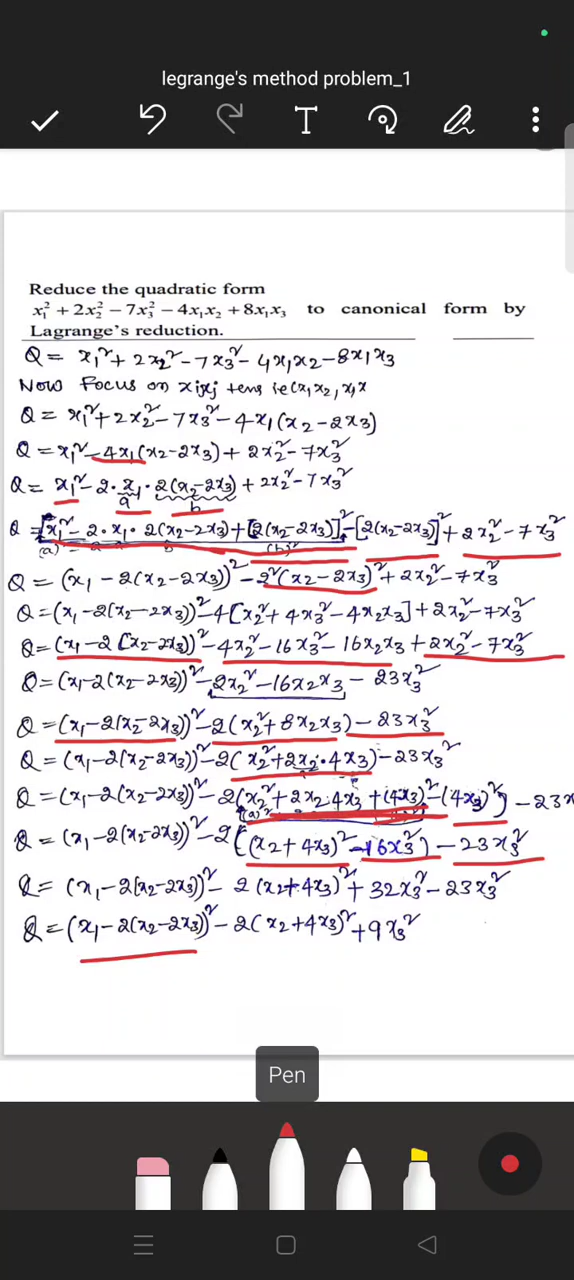 legrange's method problem_1
T
Reduce the quadratic form
x₁² + 2x₂² − 7x₃² − 4x₁x₂ + 8x₁x₃ to canonical form by
Lagrange's reduction.
Q = x₁² + 2x₂² − 7x₃² − 4x₁x₂ − 8x₁x₃
Now Focus on xixj tens ie(x₁x₂, x₁x
Q = x₁² + 2x₂² − 7x₃² − 4x₁(x₂ − 2x₃)
Q = x₁² − 4x₁(x₂ − 2x₃) + 2x₂² − 7x₃²
Q = x₁² − 2·x₁·2(x₂ − 2x₃) + 2x₂² − 7x₃²
a b
Q = [x₁² − 2·x₁·2(x₂ − 2x₃) + [2(x₂ − 2x₃)]² − [2(x₂ − 2x₃)]² + 2x₂² − 7x₃²
(a)² b (b)²
Q = (x₁ − 2(x₂ − 2x₃))² − 2²(x₂ − 2x₃)² + 2x₂² − 7x₃²
Q = (x₁ − 2(x₂ − 2x₃))² − 4[x₂² + 4x₃² − 4x₂x₃] + 2x₂² − 7x₃²
Q = (x₁ − 2(x₂ − 2x₃))² − 4x₂² − 16x₃² − 16x₂x₃ + 2x₂² − 7x₃²
Q = (x₁ − 2(x₂ − 2x₃))² − 2x₂² − 16x₂x₃ − 23x₃²
Q = (x₁ − 2(x₂ − 2x₃))² − 2(x₂² + 8x₂x₃) − 23x₃²
Q = (x₁ − 2(x₂ − 2x₃))² − 2(x₂² + 2x₂·4x₃) − 23x₃²
Q = (x₁ − 2(x₂ − 2x₃))² − 2(x₂² + 2x₂4x₃ + (4x₃)² − (4x₃)²) − 23x
(a)²
Q = (x₁ − 2(x₂ − 2x₃))² − 2((x₂ + 4x₃)² − 16x₃²) − 23x₃²
Q = (x₁ − 2(x₂ − 2x₃))² − 2(x₂ + 4x₃)² + 32x₃² − 23x₃²
Q = (x₁ − 2(x₂ − 2x₃))² − 2(x₂ + 4x₃)² + 9x₃²
Pen